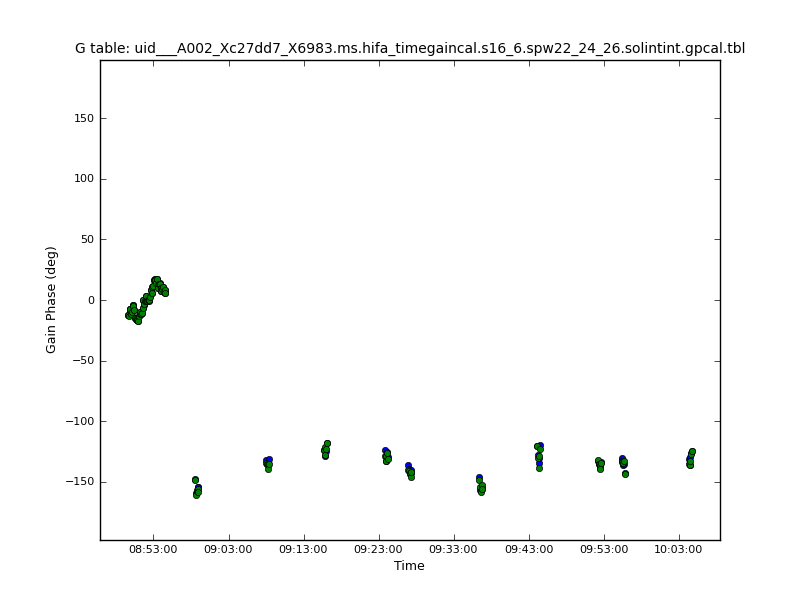 G table: uid___A002_Xc27dd7_X6983.ms.hifa_timegaincal.s16_6.spw22_24_26.solintint.gpcal.tbl
150
100
50
0
−50
−100
−150
Gain Phase (deg)
08:53:00 09:03:00 09:13:00 09:23:00 09:33:00 09:43:00 09:53:00 10:03:00
Time